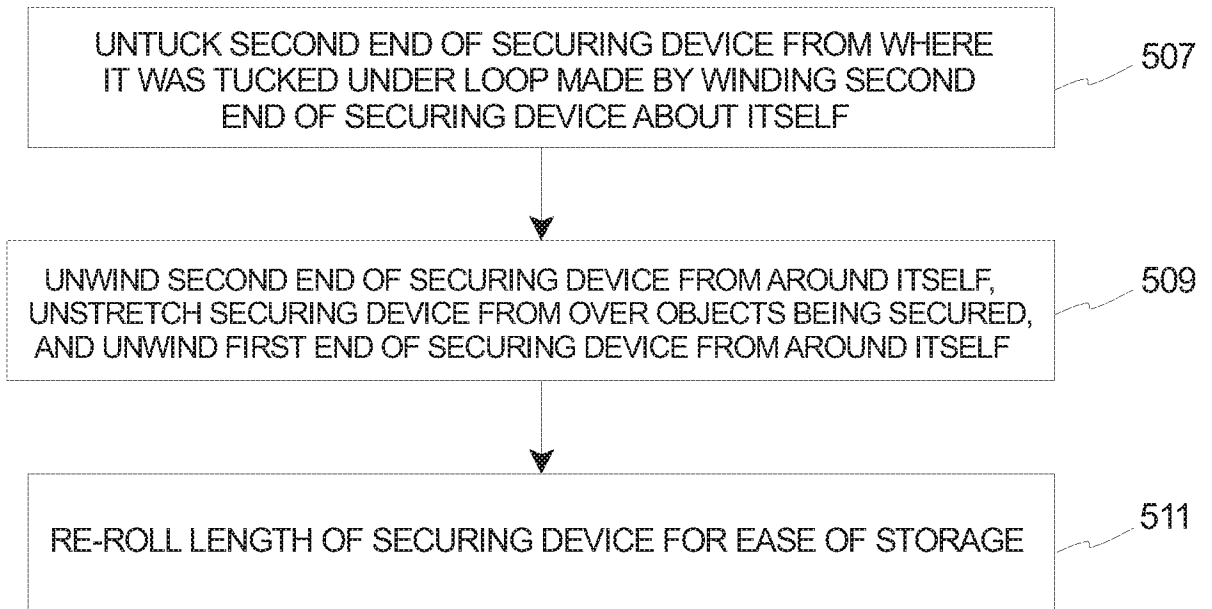 UNTUCK SECOND END OF SECURING DEVICE FROM WHERE
IT WAS TUCKED UNDER LOOP MADE BY WINDING SECOND
END OF SECURING DEVICE ABOUT ITSELF
507
UNWIND SECOND END OF SECURING DEVICE FROM AROUND ITSELF,
UNSTRETCH SECURING DEVICE FROM OVER OBJECTS BEING SECURED,
AND UNWIND FIRST END OF SECURING DEVICE FROM AROUND ITSELF
509
RE-ROLL LENGTH OF SECURING DEVICE FOR EASE OF STORAGE
511